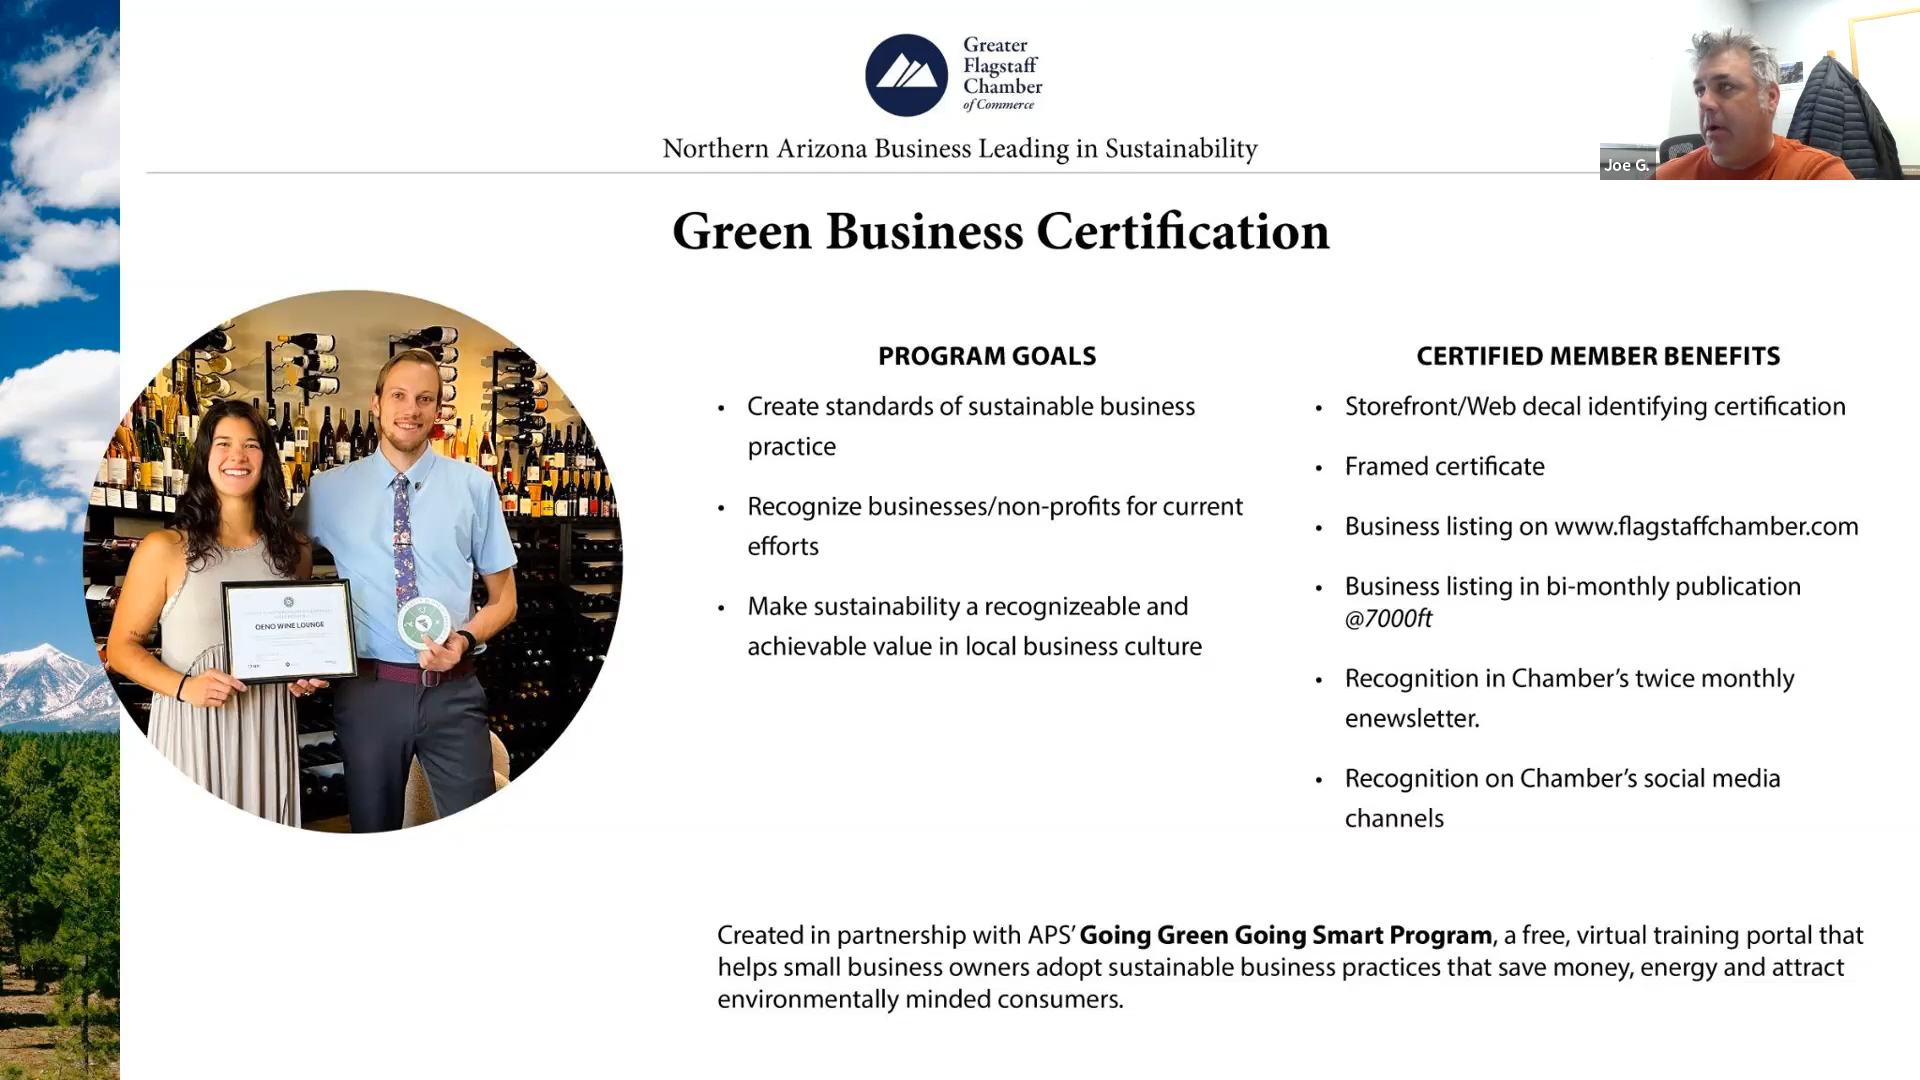 Greater
Flagstaff
Chamber
of Commerce
Northern Arizona Business Leading in Sustainability
Joe G.
Green Business Certification
PROGRAM GOALS
• Create standards of sustainable business
practice
• Recognize businesses/non-profits for current
efforts
• Make sustainability a recognizeable and
achievable value in local business culture
CERTIFIED MEMBER BENEFITS
• Storefront/Web decal identifying certification
• Framed certificate
• Business listing on www.flagstaffchamber.com
• Business listing in bi-monthly publication
@7000ft
• Recognition in Chamber’s twice monthly
enewsletter.
• Recognition on Chamber’s social media
channels
OENO WINE LOUNGE
Created in partnership with APS’ Going Green Going Smart Program, a free, virtual training portal that
helps small business owners adopt sustainable business practices that save money, energy and attract
environmentally minded consumers.